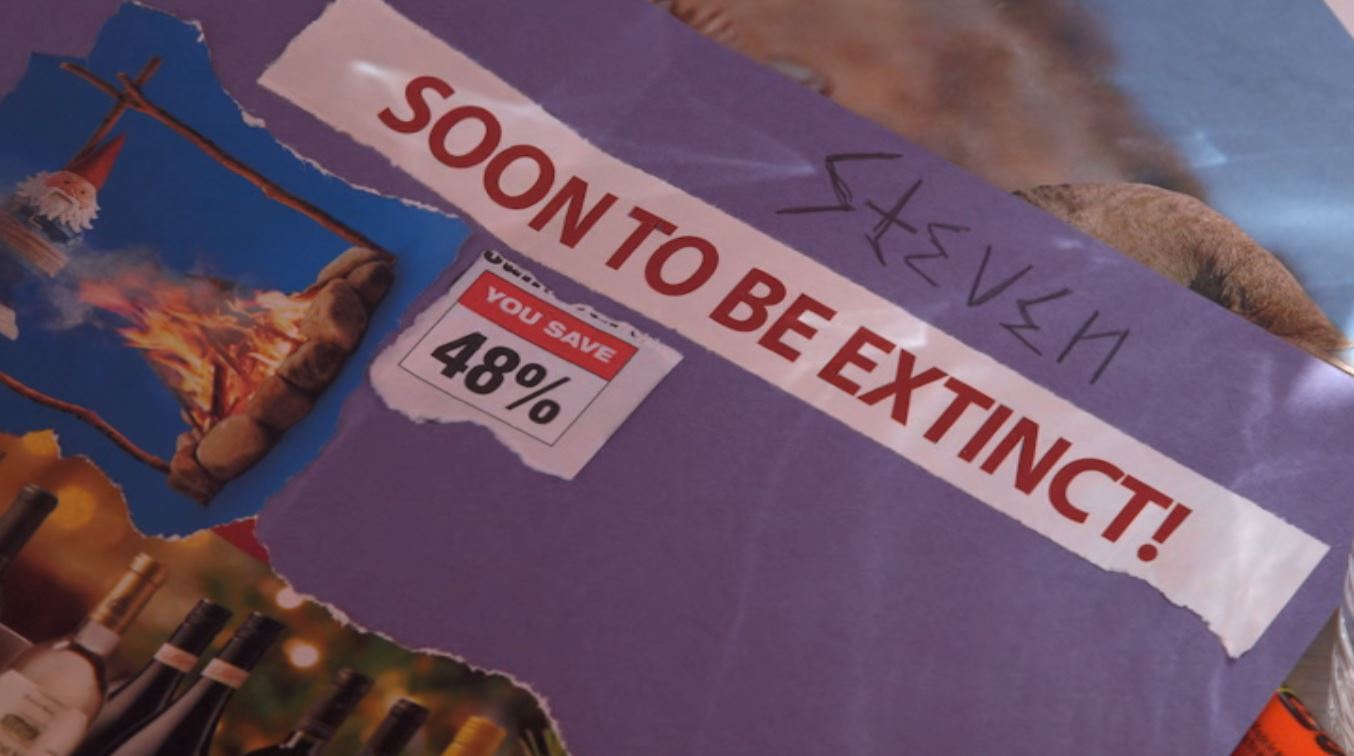 SOON TO BE EXTINCT!
STEVEN
YOU SAVE
48%